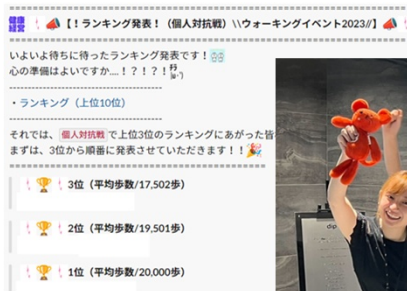 ==========================================
健康経営 【！ランキング発表！（個人対抗戦）\\ウォーキングイベント2023//】
==========================================
いよいよ待ちに待ったランキング発表です！
心の準備はよいですか...！？！？！
------------------------------------------
・ランキング（上位10位）
------------------------------------------
それでは、個人対抗戦で上位3位のランキングにあがった皆
まずは、3位から順番に発表させていただきます！！
==========================================
3位（平均歩数/17,502歩）
2位（平均歩数/19,501歩）
1位（平均歩数/20,000歩）
dip